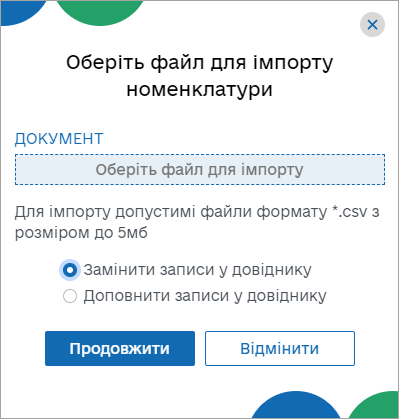 Оберіть файл для імпорту
номенклатури
ДОКУМЕНТ
Оберіть файл для імпорту
Для імпорту допустимі файли формату *.csv з
розміром до 5мб
Замінити записи у довіднику
Доповнити записи у довіднику
Продовжити
Відмінити